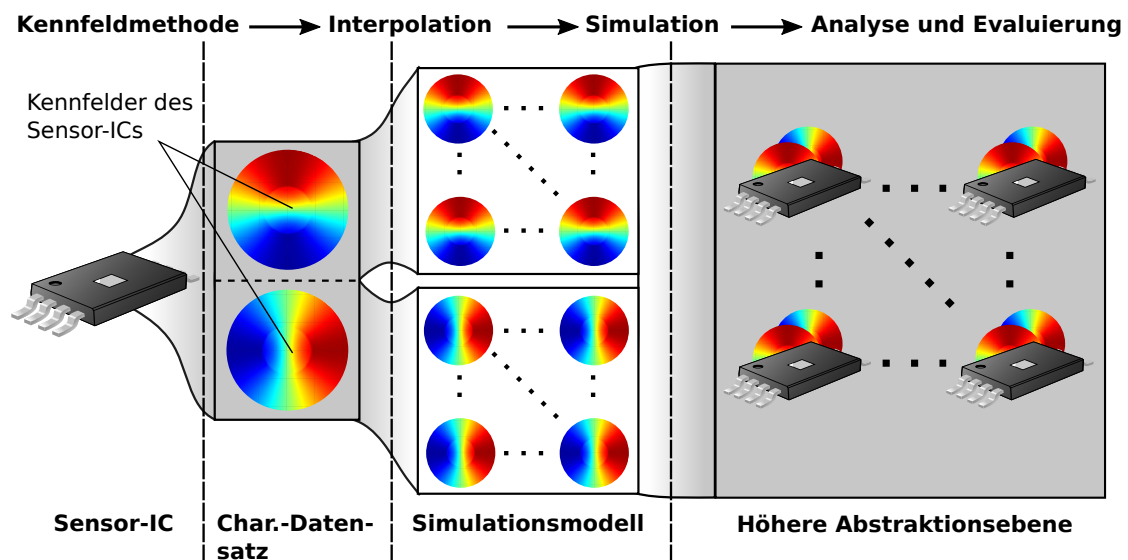 Kennfeldmethode Interpolation Simulation Analyse und Evaluierung
Kennfelder des
Sensor-ICs
Sensor-IC
Char.-Daten-
satz
Simulationsmodell
Höhere Abstraktionsebene